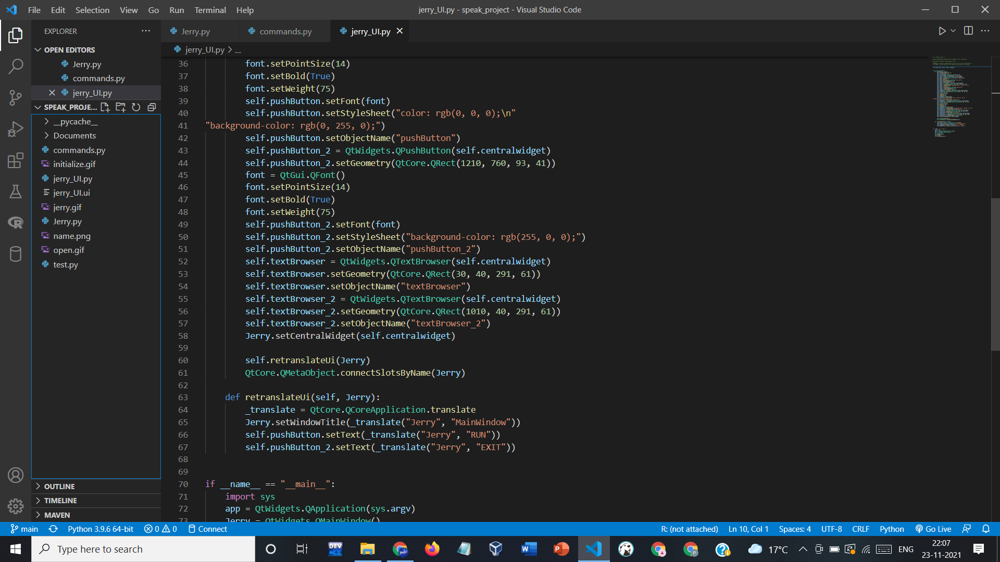 File Edit Selection View Go Run Terminal Help
jerry_UI.py - speak_project - Visual Studio Code
EXPLORER
Jerry.py
commands.py
jerry_UI.py
jerry_UI.py > ...
OPEN EDITORS
Jerry.py
commands.py
jerry_UI.py
SPEAK_PROJE...
__pycache__
Documents
commands.py
initialize.gif
jerry_UI.py
jerry_UI.ui
jerry.gif
Jerry.py
name.png
open.gif
test.py
OUTLINE
TIMELINE
MAVEN
36 font.setPointSize(14)
37 font.setBold(True)
38 font.setWeight(75)
39 self.pushButton.setFont(font)
40 self.pushButton.setStyleSheet("color: rgb(0, 0, 0);\n"
41 "background-color: rgb(0, 255, 0);")
42 self.pushButton.setObjectName("pushButton")
43 self.pushButton_2 = QtWidgets.QPushButton(self.centralwidget)
44 self.pushButton_2.setGeometry(QtCore.QRect(1210, 760, 93, 41))
45 font = QtGui.QFont()
46 font.setPointSize(14)
47 font.setBold(True)
48 font.setWeight(75)
49 self.pushButton_2.setFont(font)
50 self.pushButton_2.setStyleSheet("background-color: rgb(255, 0, 0);")
51 self.pushButton_2.setObjectName("pushButton_2")
52 self.textBrowser = QtWidgets.QTextBrowser(self.centralwidget)
53 self.textBrowser.setGeometry(QtCore.QRect(30, 40, 291, 61))
54 self.textBrowser.setObjectName("textBrowser")
55 self.textBrowser_2 = QtWidgets.QTextBrowser(self.centralwidget)
56 self.textBrowser_2.setGeometry(QtCore.QRect(1010, 40, 291, 61))
57 self.textBrowser_2.setObjectName("textBrowser_2")
58 Jerry.setCentralWidget(self.centralwidget)
59
60 self.retranslateUi(Jerry)
61 QtCore.QMetaObject.connectSlotsByName(Jerry)
62
63 def retranslateUi(self, Jerry):
64 _translate = QtCore.QCoreApplication.translate
65 Jerry.setWindowTitle(_translate("Jerry", "MainWindow"))
66 self.pushButton.setText(_translate("Jerry", "RUN"))
67 self.pushButton_2.setText(_translate("Jerry", "EXIT"))
68
69
70 if __name__ == "__main__":
71 import sys
72 app = QtWidgets.QApplication(sys.argv)
73 Jerry = QtWidgets.QMainWindow()
main Python 3.9.6 64-bit 0 0 Connect R: (not attached) Ln 10, Col 1 Spaces: 4 UTF-8 CRLF Python Go Live
Type here to search
DEV C++
W
P
17°C
ENG
22:07
23-11-2021